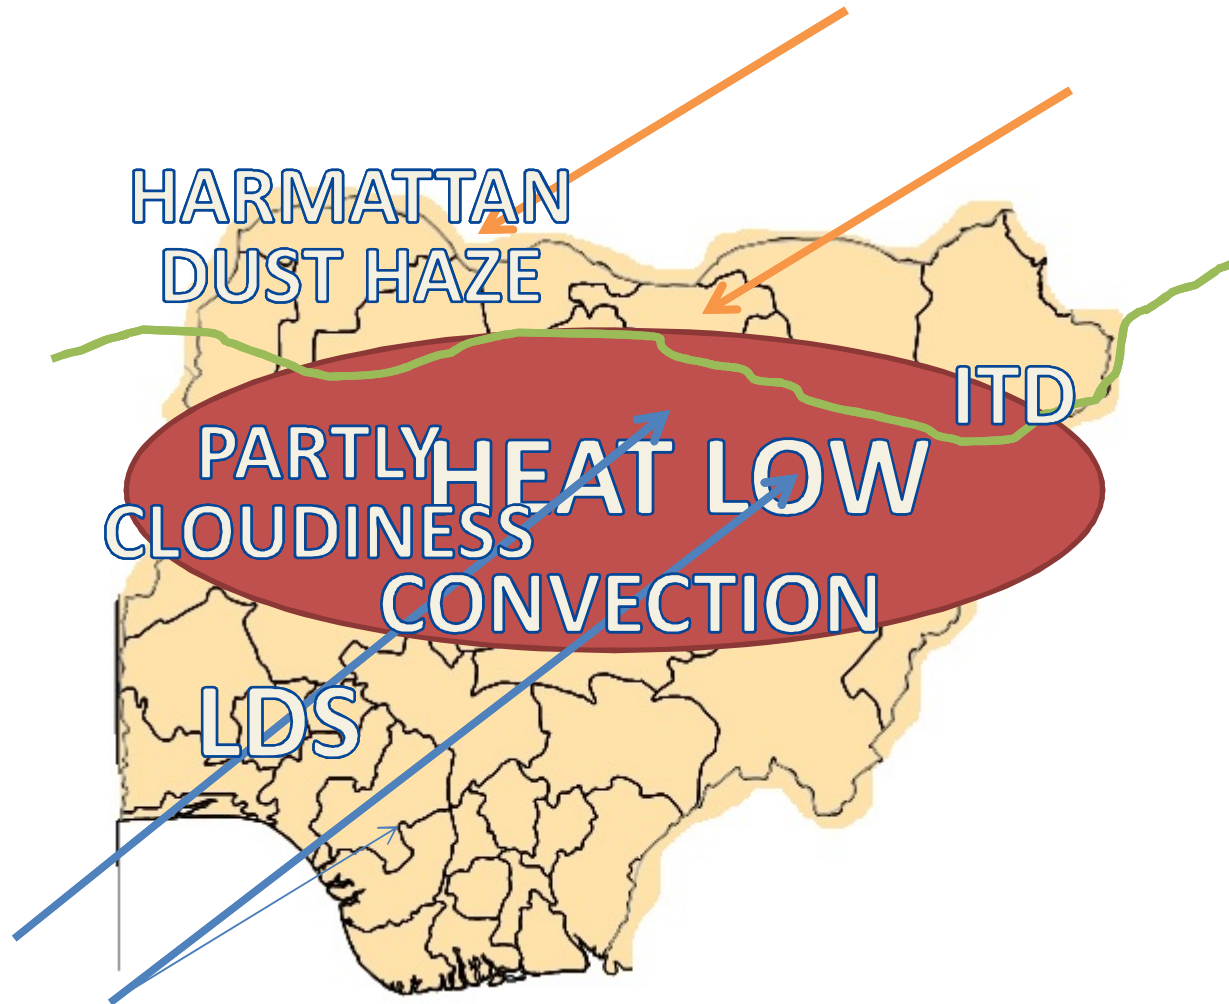 HARMATTAN
DUST HAZE
ITD
PARTLY
CLOUDINESS
HEAT LOW
CONVECTION
LDS